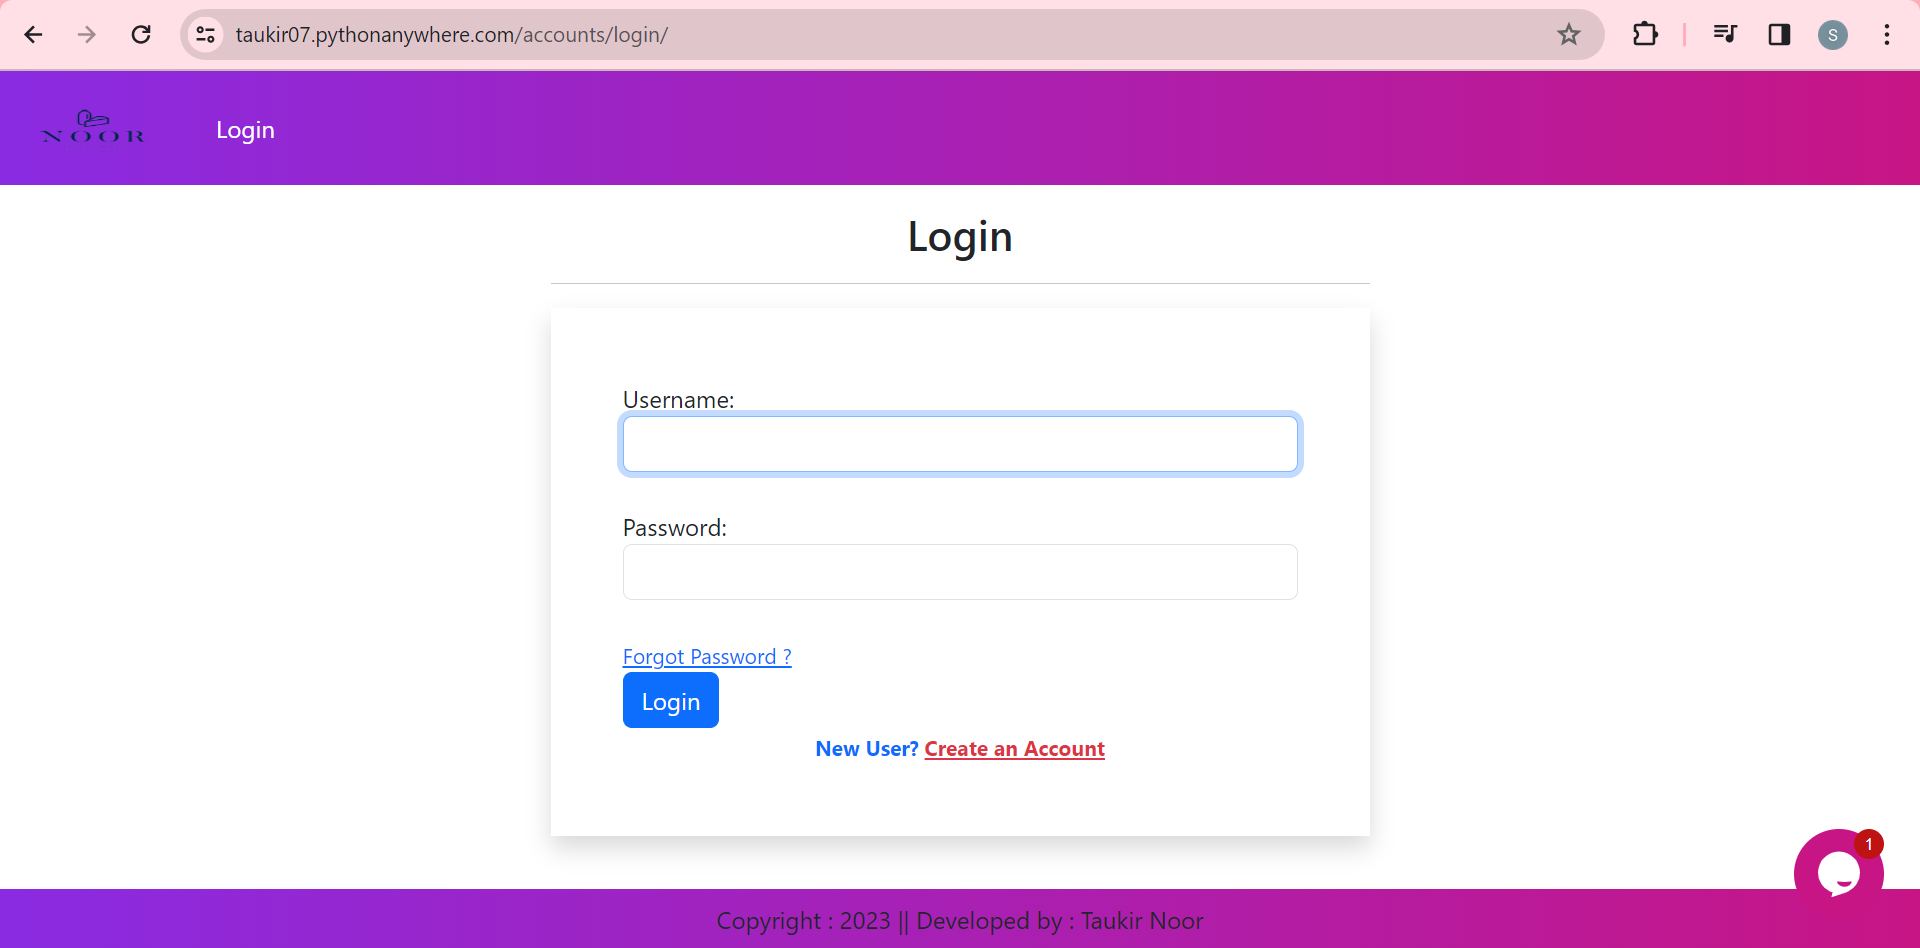 taukir07.pythonanywhere.com/accounts/login/
S
NOOR
Login
Login
Username:
Password:
Forgot Password ?
Login
New User? Create an Account
1
Copyright : 2023 || Developed by : Taukir Noor